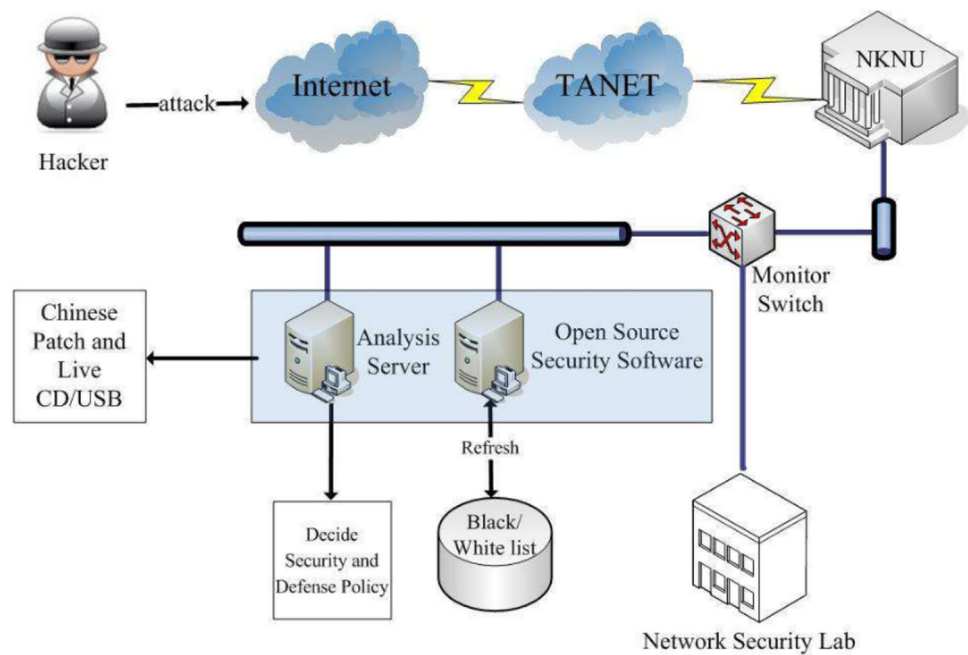 Internet
TANET
NKNU
attack
Hacker
Monitor
Switch
Chinese
Patch and
Live
CD/USB
Analysis
Server
Open Source
Security Software
Refresh
Decide
Security and
Defense Policy
Black/
White list
Network Security Lab